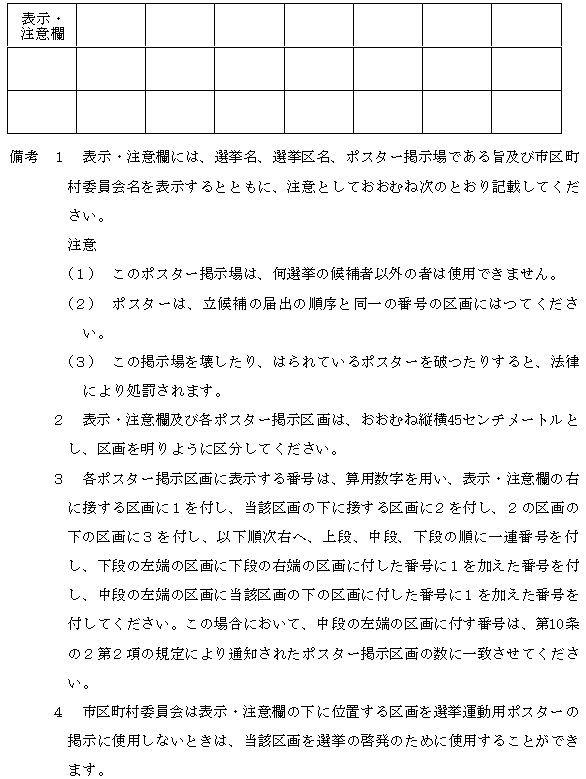 表示・
注意欄
備考　１　表示・注意欄には、選挙名、選挙区名、ポスター掲示場である旨及び市区町
村委員会名を表示するとともに、注意としておおむね次のとおり記載してくだ
さい。
注意
（１）　このポスター掲示場は、何選挙の候補者以外の者は使用できません。
（２）　ポスターは、立候補の届出の順序と同一の番号の区画にはつてくださ
い。
（３）　この掲示場を壊したり、はられているポスターを破つたりすると、法律
により処罰されます。
２　表示・注意欄及び各ポスター掲示区画は、おおむね縦横45センチメートルと
し、区画を明りように区分してください。
３　各ポスター掲示区画に表示する番号は、算用数字を用い、表示・注意欄の右
に接する区画に１を付し、当該区画の下に接する区画に２を付し、２の区画の
下の区画に３を付し、以下順次右へ、上段、中段、下段の順に一連番号を付
し、下段の左端の区画に下段の右端の区画に付した番号に１を加えた番号を付
し、中段の左端の区画に当該区画の下の区画に付した番号に１を加えた番号を
付してください。この場合において、中段の左端の区画に付す番号は、第10条
の２第２項の規定により通知されたポスター掲示区画の数に一致させてくださ
い。
４　市区町村委員会は表示・注意欄の下に位置する区画を選挙運動用ポスターの
掲示に使用しないときは、当該区画を選挙の啓発のために使用することができ
ます。